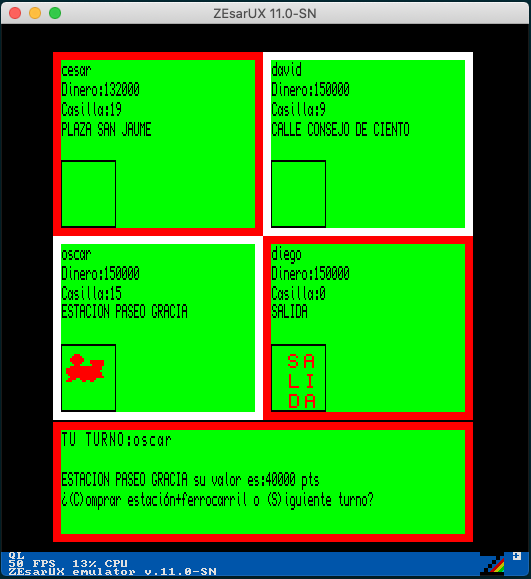 ZEsarUX 11.0-SN
cesar
Dinero:132000
Casilla:19
PLAZA SAN JAUME
david
Dinero:150000
Casilla:9
CALLE CONSEJO DE CIENTO
oscar
Dinero:150000
Casilla:15
ESTACION PASEO GRACIA
diego
Dinero:150000
Casilla:0
SALIDA
SA
LI
DA
TU TURNO:oscar
ESTACION PASEO GRACIA su valor es:40000 pts
¿(C)omprar estación+ferrocarril o (S)iguiente turno?
QL
50 FPS 13% CPU
ZEsarUX emulator v.11.0-SN